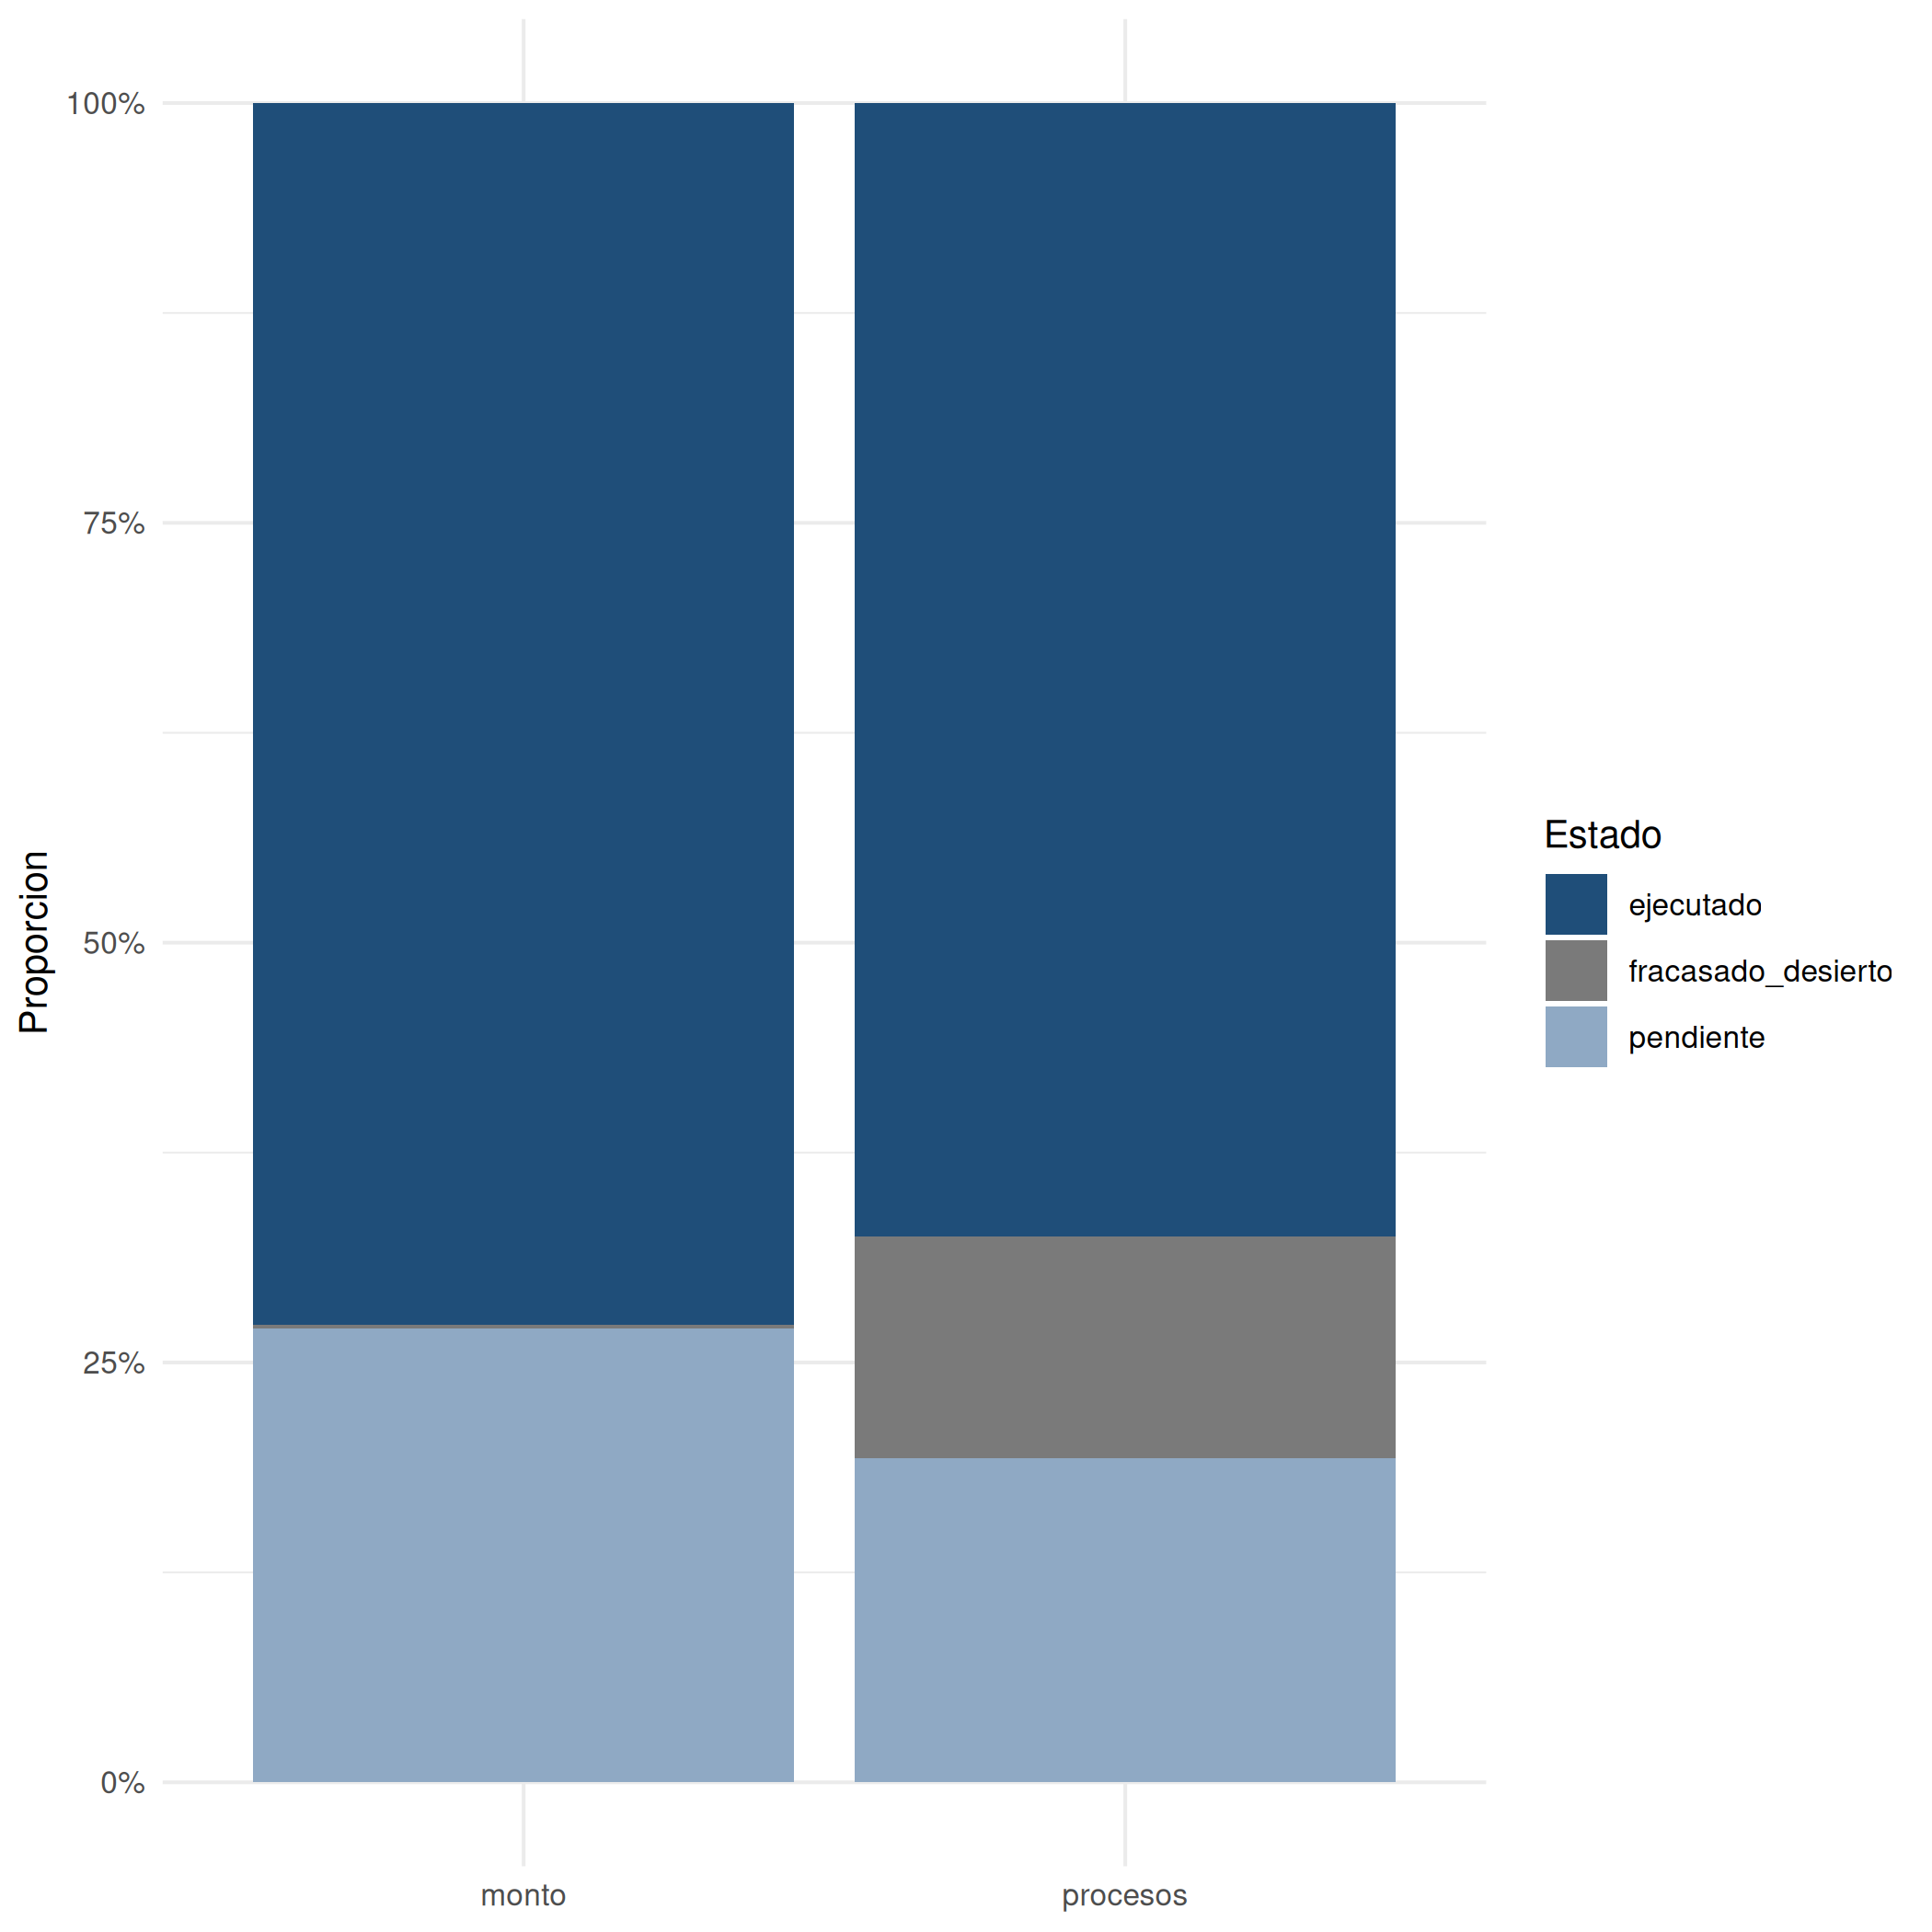 100%
75%
50%
25%
0%
Proporcion
monto
procesos
Estado
ejecutado
fracasado_desierto
pendiente